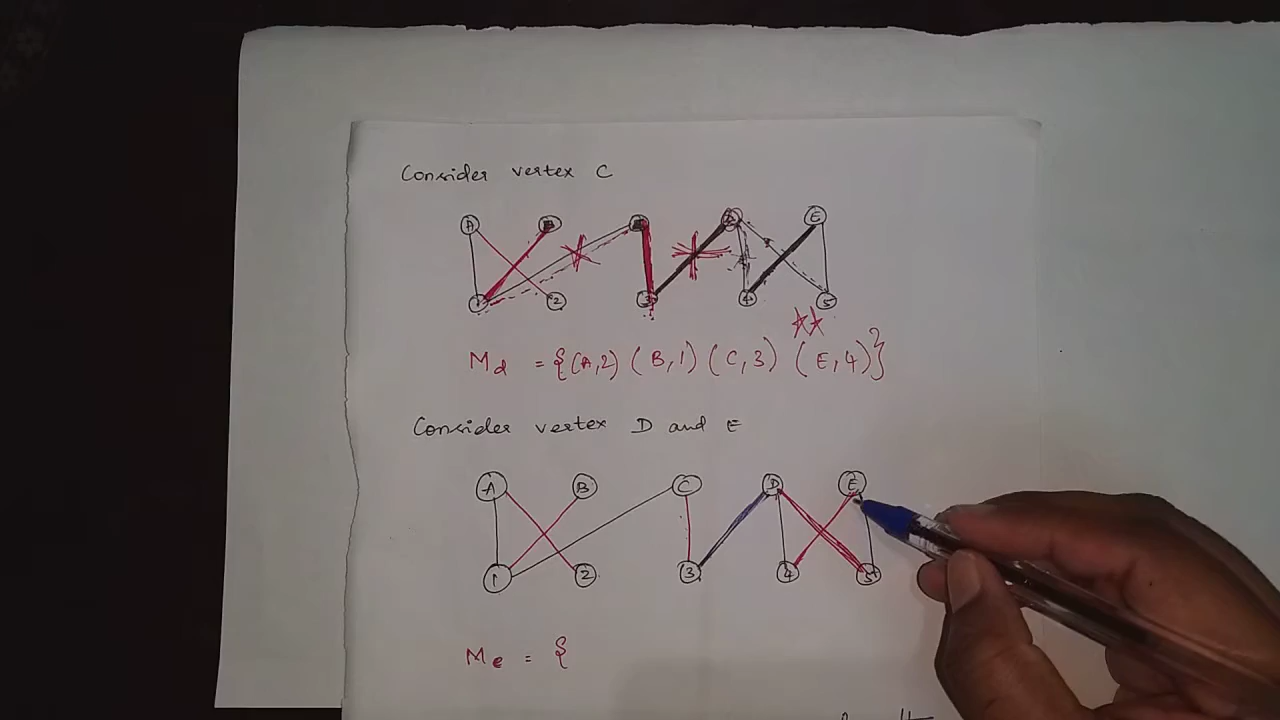 Consider vertex C
A B D E
1 2 3 4 5
**
Md = {(A,2) (B,1) (C,3) (E,4)}
Consider vertex D and E
A B C D E
1 2 3 4 5
Me = {